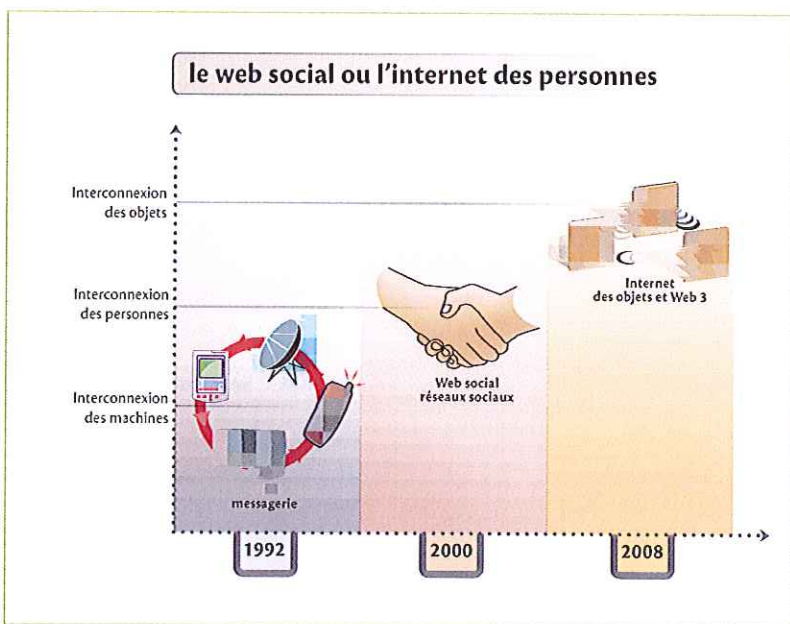 le web social ou l'internet des personnes
Interconnexion
des objets
Interconnexion
des personnes
Interconnexion
des machines
Internet
des objets et Web 3
Web social
réseaux sociaux
messagerie
1992
2000
2008